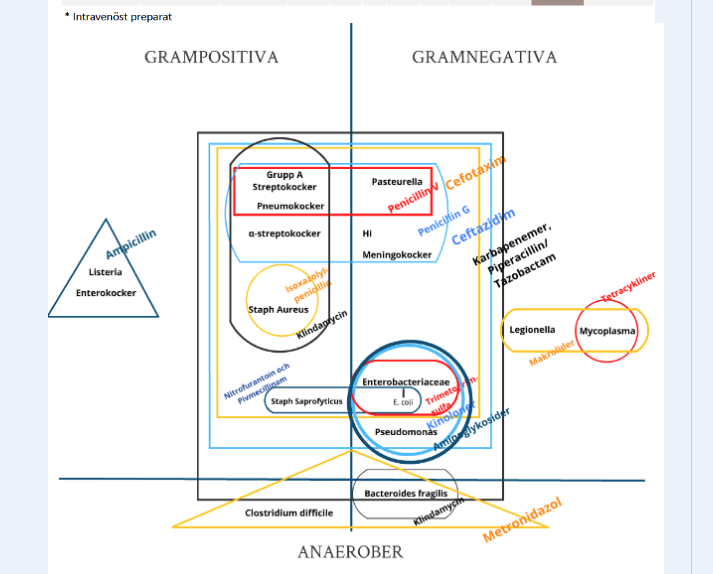 * Intravenöst preparat
GRAMPOSITIVA
GRAMNEGATIVA
Grupp A
Streptokocker
Pneumokocker
Pasteurella
Penicillin V
Cefotaxim
α-streptokocker
Hi
Meningokocker
Penicillin G
Ceftazidim
Karbapenemer,
Piperacillin/
Tazobactam
Ampicillin
Listeria
Enterokocker
Isoxazolyl-
penicillin
Staph Aureus
Klindamycin
Tetracykliner
Legionella
Mycoplasma
Makrolider
Nitrofurantoin och
Pivmecillinam
Staph Saprofyticus
Enterobacteriaceae
E. coli
Trimetoprim-
sulfa
Kinoloner
Pseudomonas
Aminoglykosider
Bacteroides fragilis
Clostridium difficile
Klindamycin
Metronidazol
ANAEROBER